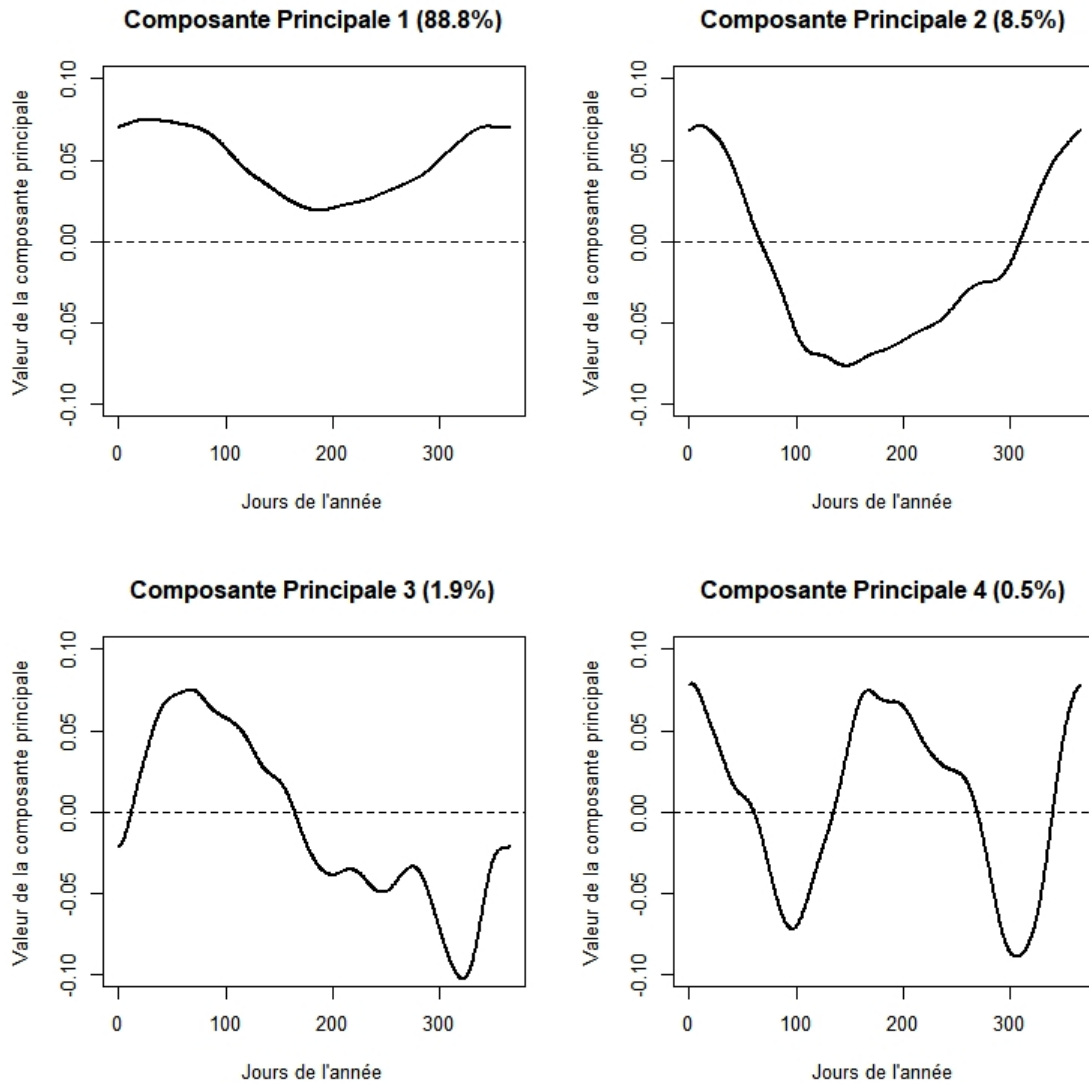 Composante Principale 1 (88.8%)
Valeur de la composante principale
0.10
0.05
0.00
-0.05
-0.10
0 100 200 300
Jours de l'année
Composante Principale 2 (8.5%)
Valeur de la composante principale
0.10
0.05
0.00
-0.05
-0.10
0 100 200 300
Jours de l'année
Composante Principale 3 (1.9%)
Valeur de la composante principale
0.10
0.05
0.00
-0.05
-0.10
0 100 200 300
Jours de l'année
Composante Principale 4 (0.5%)
Valeur de la composante principale
0.10
0.05
0.00
-0.05
-0.10
0 100 200 300
Jours de l'année